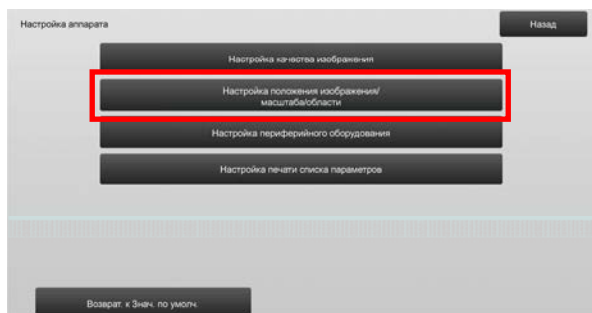 Настройка аппарата
Назад
Настройка качества изображения
Настройка положения изображения/
масштаба/области
Настройка периферийного оборудования
Настройка печати списка параметров
Возврат. к Знач. по умолч.